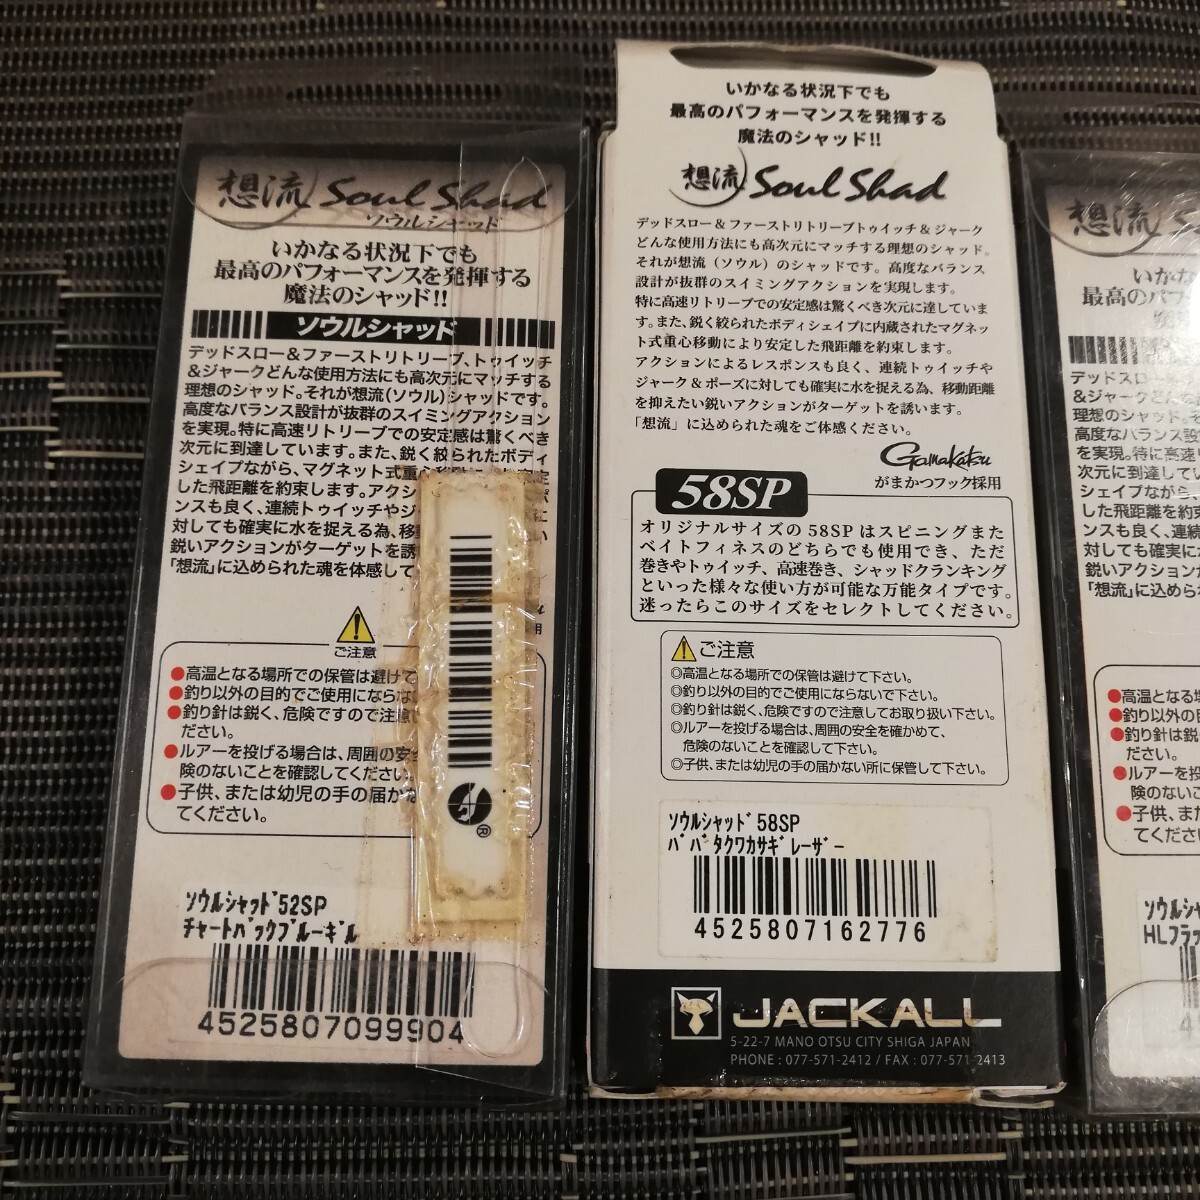 想流 Soul Shad
ソウルシャッド
いかなる状況下でも
最高のパフォーマンスを発揮する
魔法のシャッド!!
ソウルシャッド
デッドスロー&ファーストリトリーブ、トゥイッチ
&ジャークどんな使用方法にも高次元にマッチする
理想のシャッド。それが想流(ソウル)シャッドです。
高度なバランス設計が抜群のスイミングアクション
を実現。特に高速リトリーブでの安定感は驚くべき
次元に到達しています。また、鋭く絞られたボディ
シェイプながら、マグネット式重心
した飛距離を約束します。アクシ
ンスも良く、連続トゥイッチやジ
対しても確実に水を捉える為、移
鋭いアクションがターゲットを誘
「想流」に込められた魂を体感して
ご注意
●高温となる場所での保管は避けて
●釣り以外の目的でご使用にならな
●釣り針は鋭く、危険ですので注意
ださい。
●ルアーを投げる場合は、周囲の安全
険のないことを確認してください。
●子供、または幼児の手の届かな
てください。
®
ソウルシャッド52SP
チャートバックブルーギル
4525807099904
いかなる状況下でも
最高のパフォーマンスを発揮する
魔法のシャッド!!
想流 Soul Shad
デッドスロー&ファーストリトリーブトゥイッチ&ジャーク
どんな使用方法にも高次元にマッチする理想のシャッド。
それが想流(ソウル)のシャッドです。高度なバランス
設計が抜群のスイミングアクションを実現します。
特に高速リトリーブでの安定感は驚くべき次元に達していま
す。また、鋭く絞られたボディシェイプに内蔵されたマグネッ
ト式重心移動により安定した飛距離を約束します。
アクションによるレスポンスも良く、連続トゥイッチや
ジャーク&ポーズに対しても確実に水を捉える為、移動距離
を抑えたい鋭いアクションがターゲットを誘います。
「想流」に込められた魂をご体感ください。
Gamakatsu
がまかつフック採用
58SP
オリジナルサイズの58SPはスピニングまた
ベイトフィネスのどちらでも使用でき、ただ
巻きやトゥイッチ、高速巻き、シャッドクランキング
といった様々な使い方が可能な万能タイプです。
迷ったらこのサイズをセレクトしてください。
ご注意
◎高温となる場所での保管は避けて下さい。
◎釣り以外の目的でご使用にならないで下さい。
◎釣り針は鋭く、危険ですので注意してお取り扱い下さい。
◎ルアーを投げる場合は、周囲の安全を確かめて、
危険のないことを確認して下さい。
◎子供、または幼児の手の届かない所に保管して下さい。
ソウルシャッド58SP
パパタクワカサギレーザー
4525807162776
JACKALL
5-22-7 MANO OTSU CITY SHIGA JAPAN
PHONE : 077-571-2412 / FAX : 077-571-2413
想流 S
いかな
最高のパフ
デッドスロー
&ジャークどんな
理想のシャッド。そ
高度なバランス設
を実現。特に高速
次元に到達してい
シェイプながら
した飛距離を約束
ンスも良く、連続
対しても確実に水
鋭いアクションが
「想流」に込められ
●高温となる場
●釣り以外の
●釣り針は鋭
ださい。
●ルアーを投
険のないこ
●子供、また
てくださ
ソウルシャ
HLフラッ